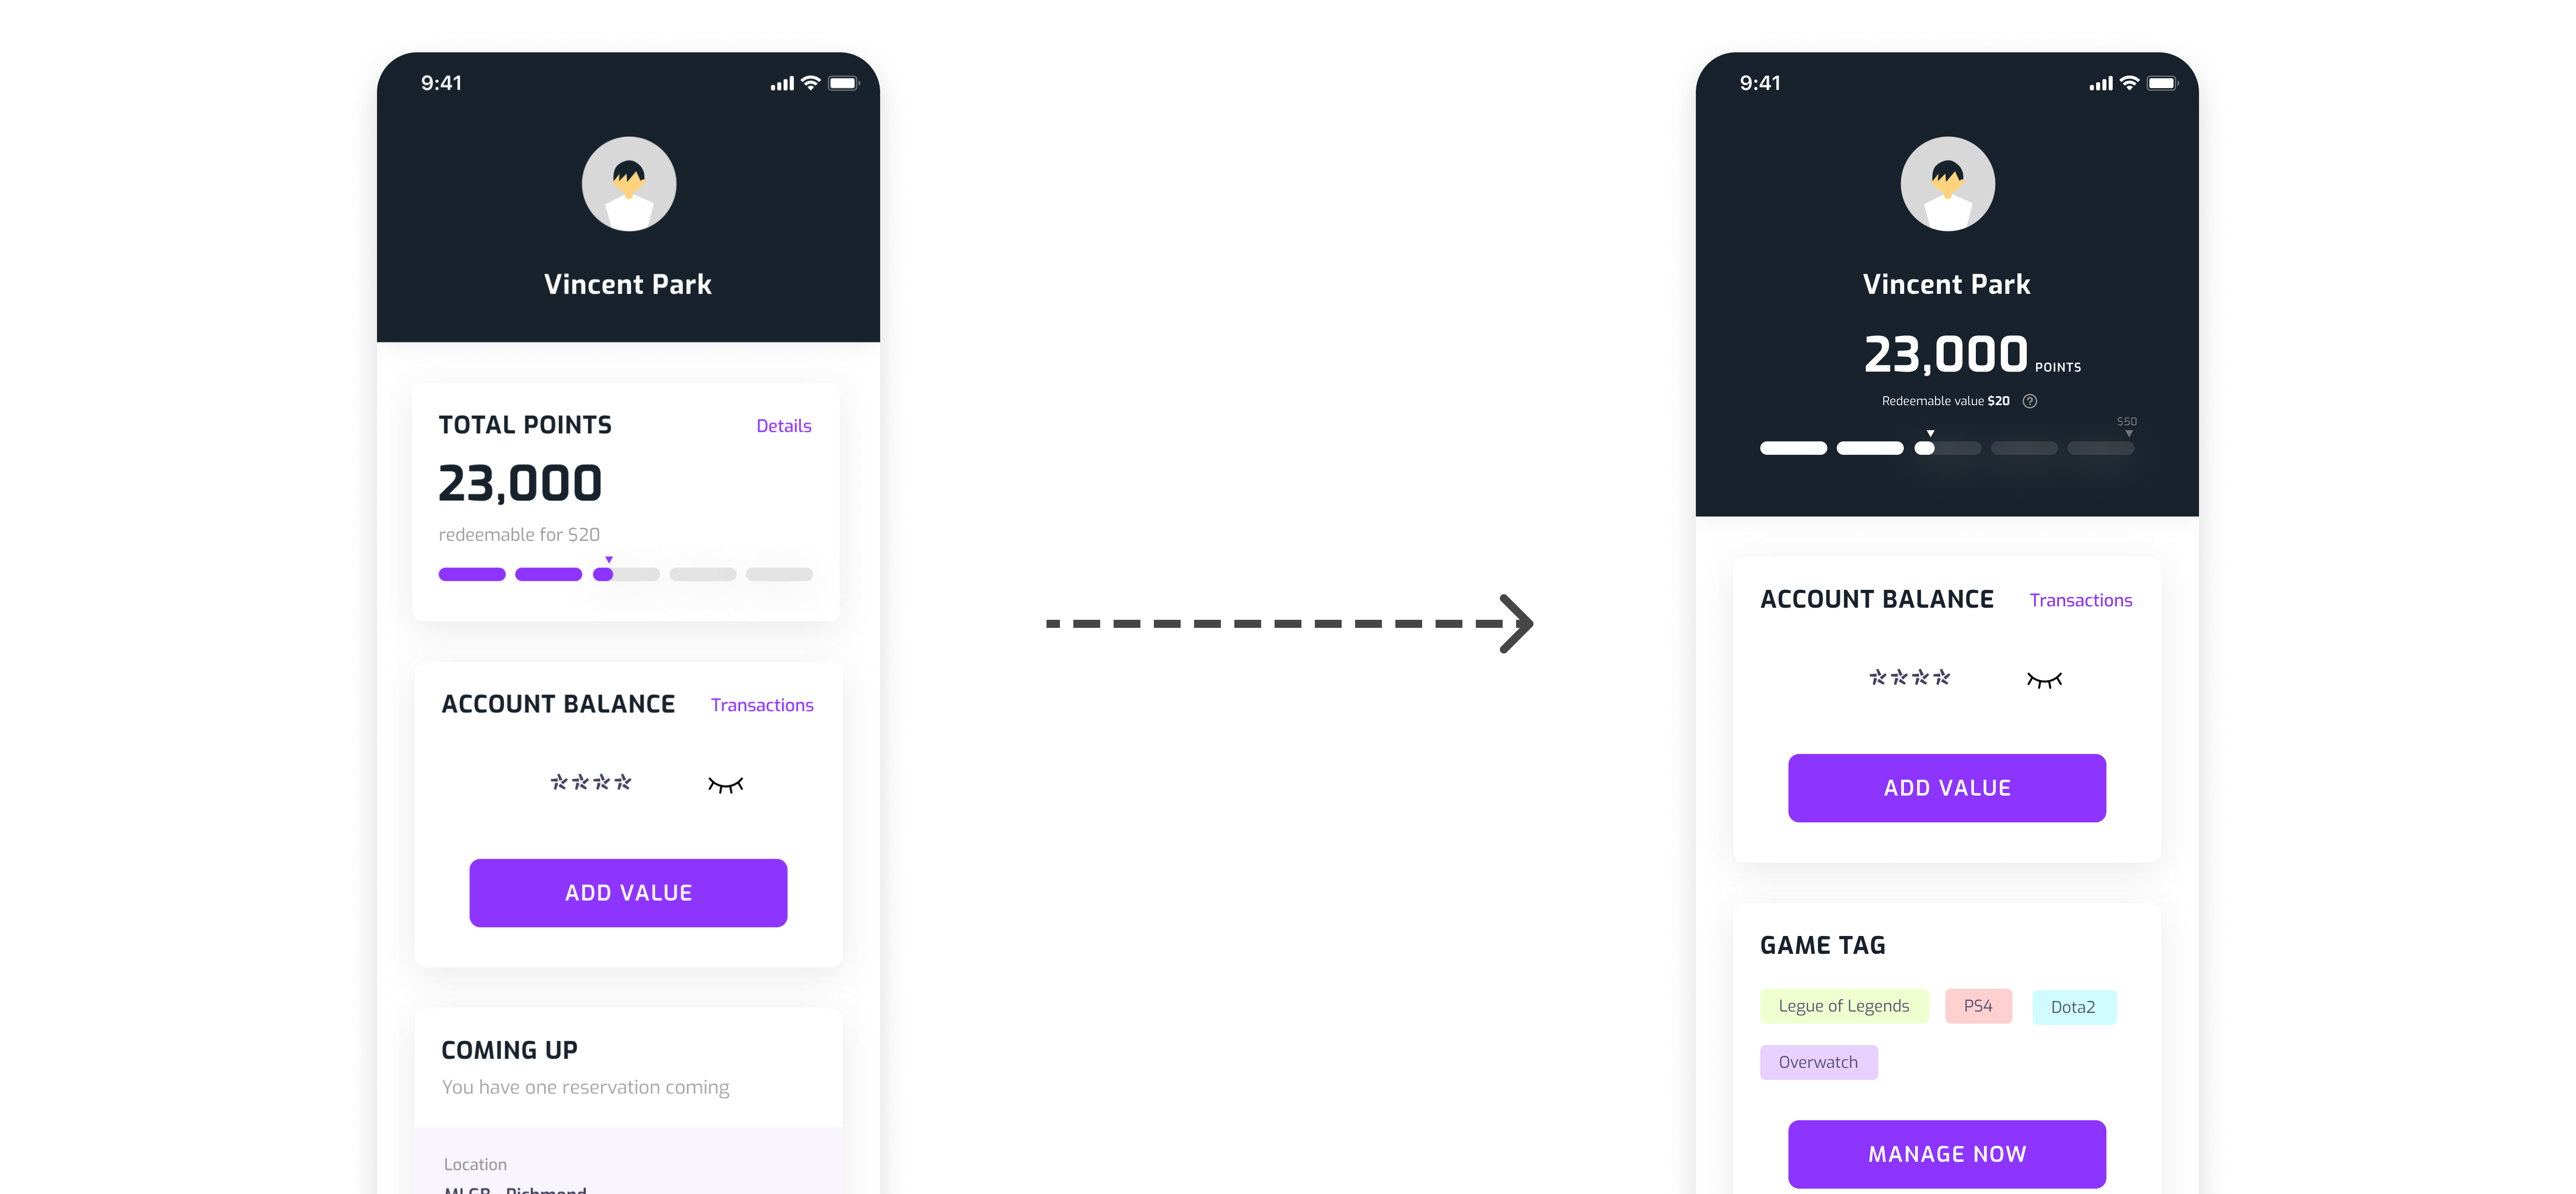 9:41
Vincent Park
TOTAL POINTS
Details
23,000
redeemable for $20
ACCOUNT BALANCE
Transactions
ADD VALUE
COMING UP
You have one reservation coming
Location
9:41
Vincent Park
23,000 POINTS
Redeemable value $20 ?
$50
ACCOUNT BALANCE
Transactions
ADD VALUE
GAME TAG
Legue of Legends
PS4
Dota2
Overwatch
MANAGE NOW